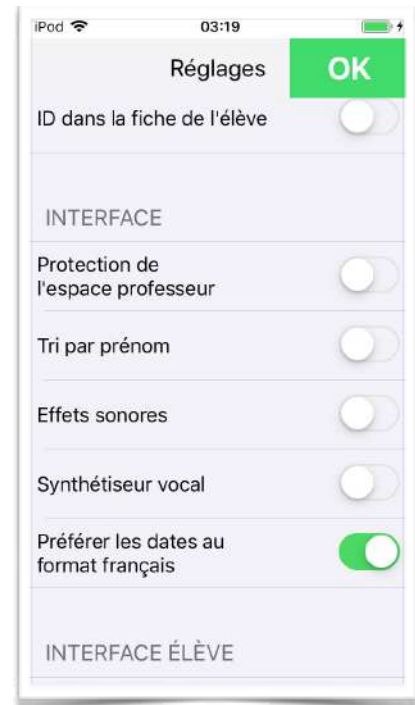 iPod 03:19
Réglages OK
ID dans la fiche de l'élève
INTERFACE
Protection de
l'espace professeur
Tri par prénom
Effets sonores
Synthétiseur vocal
Préférer les dates au
format français
INTERFACE ÉLÈVE